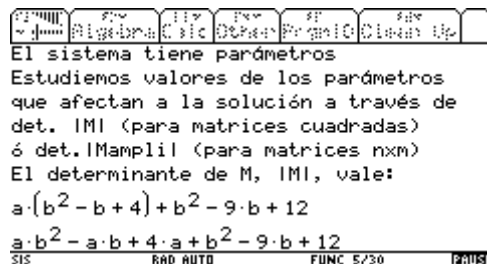 Algebra Calc Other PrgmIO Clean Up
El sistema tiene parámetros
Estudiemos valores de los parámetros
que afectan a la solución a través de
det. |M| (para matrices cuadradas)
ó det.|Mampli| (para matrices nxm)
El determinante de M, |M|, vale:
a·(b²-b+4)+b²-9·b+12
a·b²-a·b+4·a+b²-9·b+12
SIS RAD AUTO FUNC 5/30 PAUS